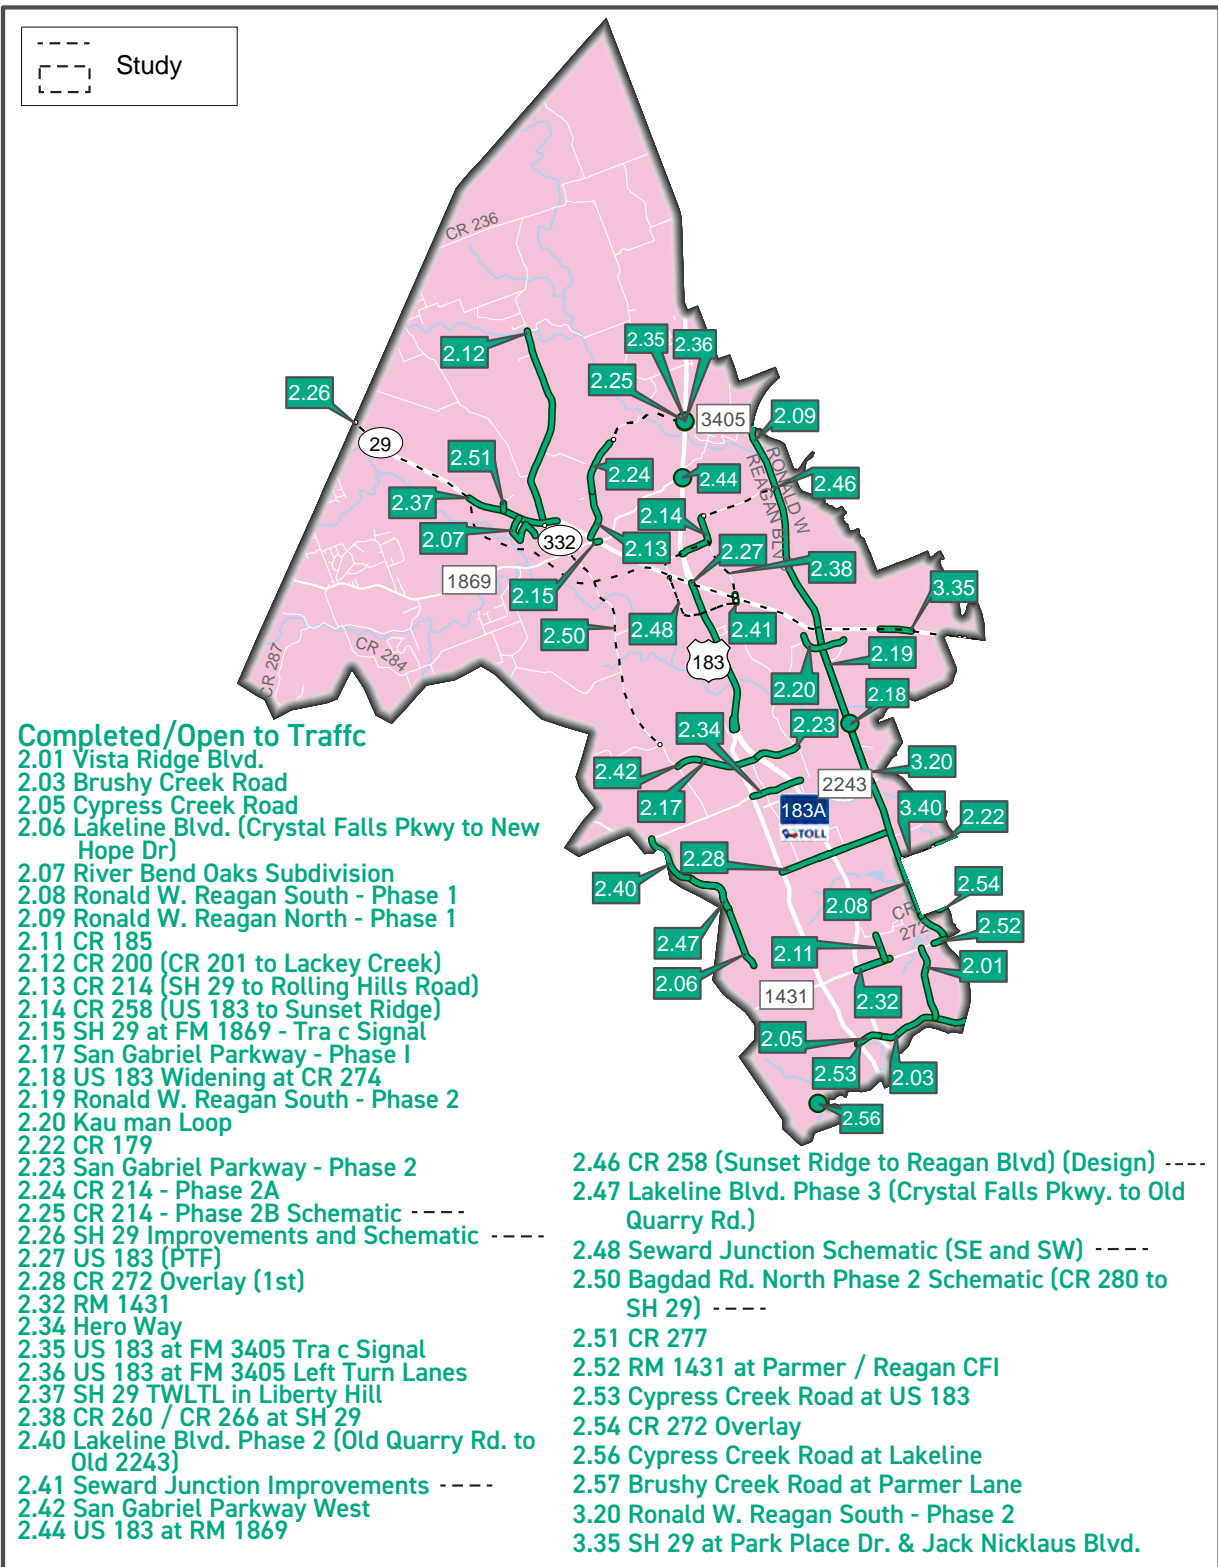 Study
CR 236
2.12
2.35
2.36
2.25
2.26
3405
2.09
29
2.51
2.24
2.44
RONALD W
REAGAN BLVD
2.46
2.37
2.14
2.07
332
2.13
2.27
2.38
1869
2.15
3.35
2.50
2.48
2.41
CR 287
CR 284
183
2.19
2.20
2.18
2.34
2.23
2.42
2.17
2243
3.20
183A
TOLL
3.40
2.22
2.28
2.40
2.08
2.54
CR
272
2.52
2.47
2.11
2.01
2.06
1431
2.32
2.05
2.53
2.03
2.56
Completed/Open to Traffc
2.01 Vista Ridge Blvd.
2.03 Brushy Creek Road
2.05 Cypress Creek Road
2.06 Lakeline Blvd. (Crystal Falls Pkwy to New
Hope Dr)
2.07 River Bend Oaks Subdivision
2.08 Ronald W. Reagan South - Phase 1
2.09 Ronald W. Reagan North - Phase 1
2.11 CR 185
2.12 CR 200 (CR 201 to Lackey Creek)
2.13 CR 214 (SH 29 to Rolling Hills Road)
2.14 CR 258 (US 183 to Sunset Ridge)
2.15 SH 29 at FM 1869 - Tra c Signal
2.17 San Gabriel Parkway - Phase I
2.18 US 183 Widening at CR 274
2.19 Ronald W. Reagan South - Phase 2
2.20 Kau man Loop
2.22 CR 179
2.23 San Gabriel Parkway - Phase 2
2.24 CR 214 - Phase 2A
2.25 CR 214 - Phase 2B Schematic ----
2.26 SH 29 Improvements and Schematic ----
2.27 US 183 (PTF)
2.28 CR 272 Overlay (1st)
2.32 RM 1431
2.34 Hero Way
2.35 US 183 at FM 3405 Tra c Signal
2.36 US 183 at FM 3405 Left Turn Lanes
2.37 SH 29 TWLTL in Liberty Hill
2.38 CR 260 / CR 266 at SH 29
2.40 Lakeline Blvd. Phase 2 (Old Quarry Rd. to
Old 2243)
2.41 Seward Junction Improvements ----
2.42 San Gabriel Parkway West
2.44 US 183 at RM 1869
2.46 CR 258 (Sunset Ridge to Reagan Blvd) (Design) ----
2.47 Lakeline Blvd. Phase 3 (Crystal Falls Pkwy. to Old
Quarry Rd.)
2.48 Seward Junction Schematic (SE and SW) ----
2.50 Bagdad Rd. North Phase 2 Schematic (CR 280 to
SH 29) ----
2.51 CR 277
2.52 RM 1431 at Parmer / Reagan CFI
2.53 Cypress Creek Road at US 183
2.54 CR 272 Overlay
2.56 Cypress Creek Road at Lakeline
2.57 Brushy Creek Road at Parmer Lane
3.20 Ronald W. Reagan South - Phase 2
3.35 SH 29 at Park Place Dr. & Jack Nicklaus Blvd.